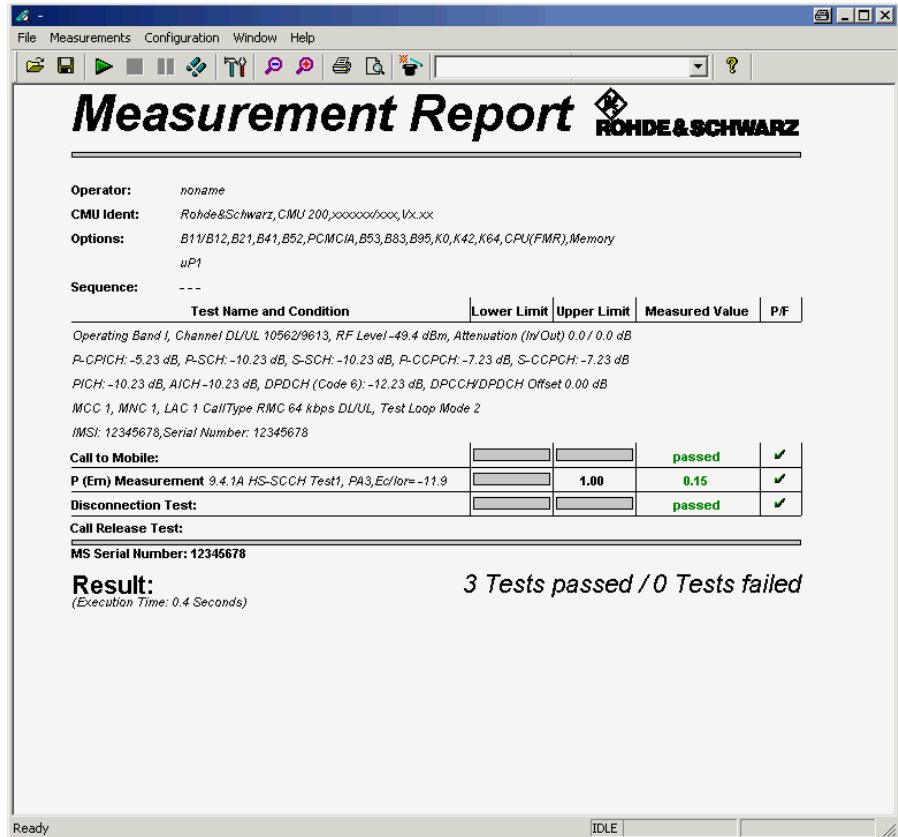 -
File Measurements Configuration Window Help
Measurement Report ROHDE & SCHWARZ
Operator: noname
CMU Ident: Rohde&Schwarz,CMU 200,xxxxxx/xxx,Vx.xx
Options: B11/B12,B21,B41,B52,PCMCIA,B53,B83,B95,K0,K42,K64,CPU(FMR),Memory
uP1
Sequence: ---
Test Name and Condition Lower Limit Upper Limit Measured Value P/F
Operating Band I, Channel DL/UL 10562/9613, RF Level -49.4 dBm, Attenuation (In/Out) 0.0 / 0.0 dB
P-CPICH: -5.23 dB, P-SCH: -10.23 dB, S-SCH: -10.23 dB, P-CCPCH: -7.23 dB, S-CCPCH: -7.23 dB
PICH: -10.23 dB, AICH -10.23 dB, DPDCH (Code 6): -12.23 dB, DPCCH/DPDCH Offset 0.00 dB
MCC 1, MNC 1, LAC 1 CallType RMC 64 kbps DL/UL, Test Loop Mode 2
IMSI: 12345678,Serial Number: 12345678
Call to Mobile: passed ✔
P (Em) Measurement 9.4.1A HS-SCCH Test1, PA3,Ec/Ior= -11.9 1.00 0.15 ✔
Disconnection Test: passed ✔
Call Release Test:
MS Serial Number: 12345678
Result: 3 Tests passed / 0 Tests failed
(Execution Time: 0.4 Seconds)
Ready IDLE